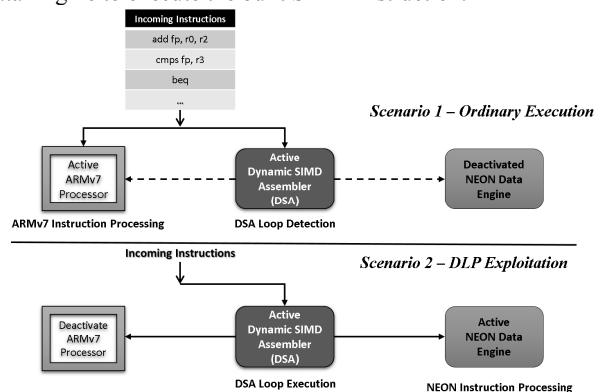 Incoming Instructions
add fp, r0, r2
cmps fp, r3
beq
...
Scenario 1 – Ordinary Execution
Active
ARMv7
Processor
Active
Dynamic SIMD
Assembler
(DSA)
Deactivated
NEON Data
Engine
ARMv7 Instruction Processing
DSA Loop Detection
Incoming Instructions
Scenario 2 – DLP Exploitation
Deactivate
ARMv7
Processor
Active
Dynamic SIMD
Assembler
(DSA)
Active
NEON Data
Engine
DSA Loop Execution
NEON Instruction Processing